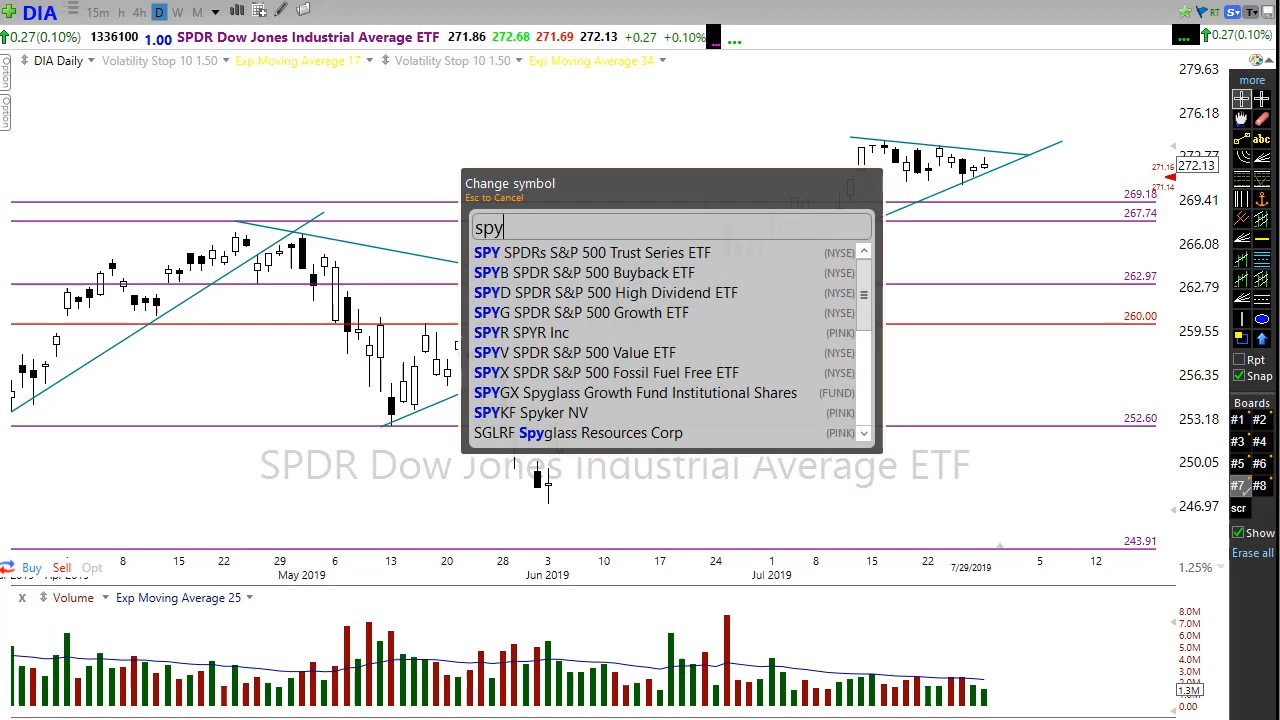 DIA 15m h 4h D W M RT S T
0.27(0.10%) 1336100 1.00 SPDR Dow Jones Industrial Average ETF 271.86 272.68 271.69 272.13 +0.27 +0.10% ... ... 0.27(0.10%)
Option
Option
DIA Daily Volatility Stop 10 1.50 Exp Moving Average 17 Volatility Stop 10 1.50 Exp Moving Average 34
279.63
276.18
272.77
271.16
272.13
271.14
269.18
269.41
267.74
266.08
262.97
262.79
260.00
259.55
256.35
253.18
252.60
250.05
246.97
243.91
1.25%
more
abc
Rpt
Snap
Boards
#1 #2
#3 #4
#5 #6
#7 #8
scr
Show
Erase all
Change symbol
Esc to Cancel
spy
SPY SPDRs S&P 500 Trust Series ETF (NYSE)
SPYB SPDR S&P 500 Buyback ETF (NYSE)
SPYD SPDR S&P 500 High Dividend ETF (NYSE)
SPYG SPDR S&P 500 Growth ETF (NYSE)
SPYR SPYR Inc (PINK)
SPYV SPDR S&P 500 Value ETF (NYSE)
SPYX SPDR S&P 500 Fossil Fuel Free ETF (NYSE)
SPYGX Spyglass Growth Fund Institutional Shares (FUND)
SPYKF Spyker NV (PINK)
SGLRF Spyglass Resources Corp (PINK)
SPDR Dow Jones Industrial Average ETF
Buy Sell Opt
8 15 22 29 6 13 20 28 3 10 17 24 1 8 15 22 7/29/2019 5 12
Apr 2019 May 2019 Jun 2019 Jul 2019
X Volume Exp Moving Average 25
8.0M
7.0M
6.0M
5.0M
4.0M
3.0M
2.0M
1.3M
0.00